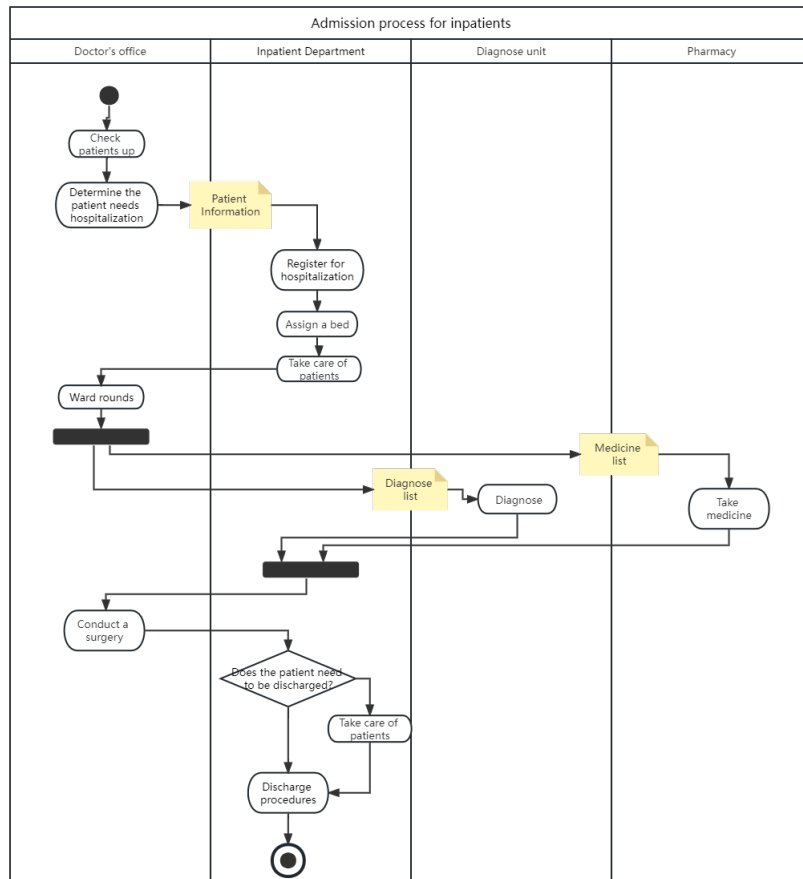 Admission process for inpatients
Doctor's office
Inpatient Department
Diagnose unit
Pharmacy
Check
patients up
Determine the
patient needs
hospitalization
Patient
Information
Register for
hospitalization
Assign a bed
Take care of
patients
Ward rounds
Medicine
list
Diagnose
list
Diagnose
Take
medicine
Conduct a
surgery
Does the patient need
to be discharged?
Take care of
patients
Discharge
procedures